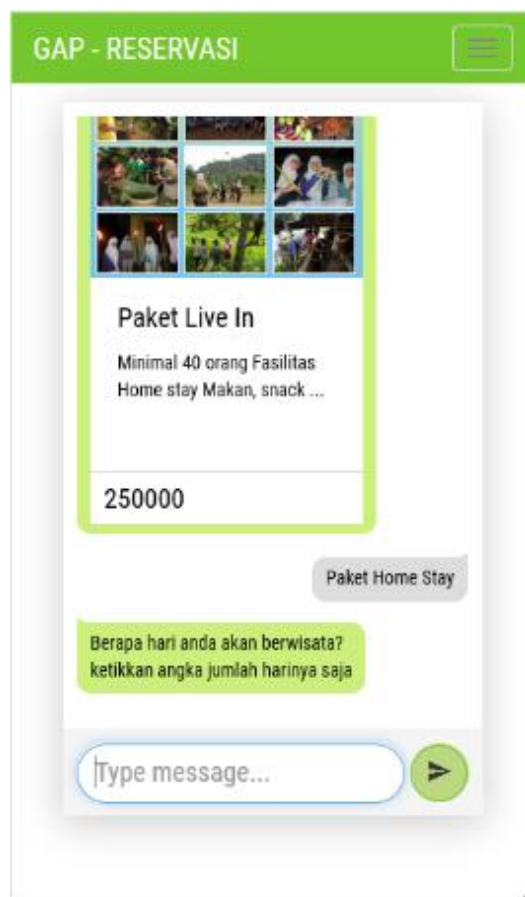 GAP - RESERVASI
Paket Live In
Minimal 40 orang Fasilitas
Home stay Makan, snack ...
250000
Paket Home Stay
Berapa hari anda akan berwisata?
ketikkan angka jumlah harinya saja
Type message...